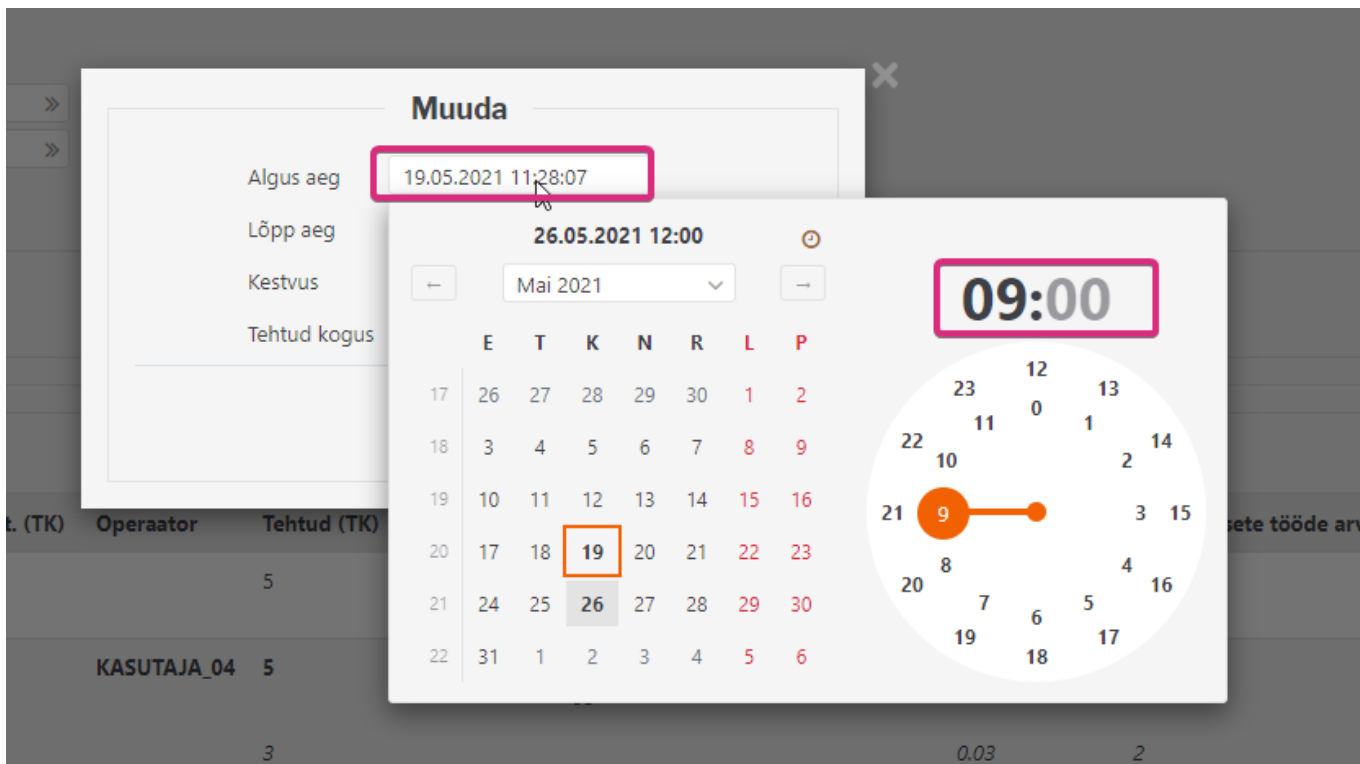 Muuda
Algus aeg 19.05.2021 11:28:07
Lõpp aeg
Kestvus
Tehtud kogus
26.05.2021 12:00
← Mai 2021 →
E T K N R L P
17 26 27 28 29 30 1 2
18 3 4 5 6 7 8 9
19 10 11 12 13 14 15 16
20 17 18 19 20 21 22 23
21 24 25 26 27 28 29 30
22 31 1 2 3 4 5 6
09:00
12
23 13
11 0 1
22 14
10 2
21 9 3 15
8 4
20 16
7 6 5
19 17
18
t. (TK) Operaator Tehtud (TK) sete tööde arv
5
KASUTAJA_04 5
3 0.03 2